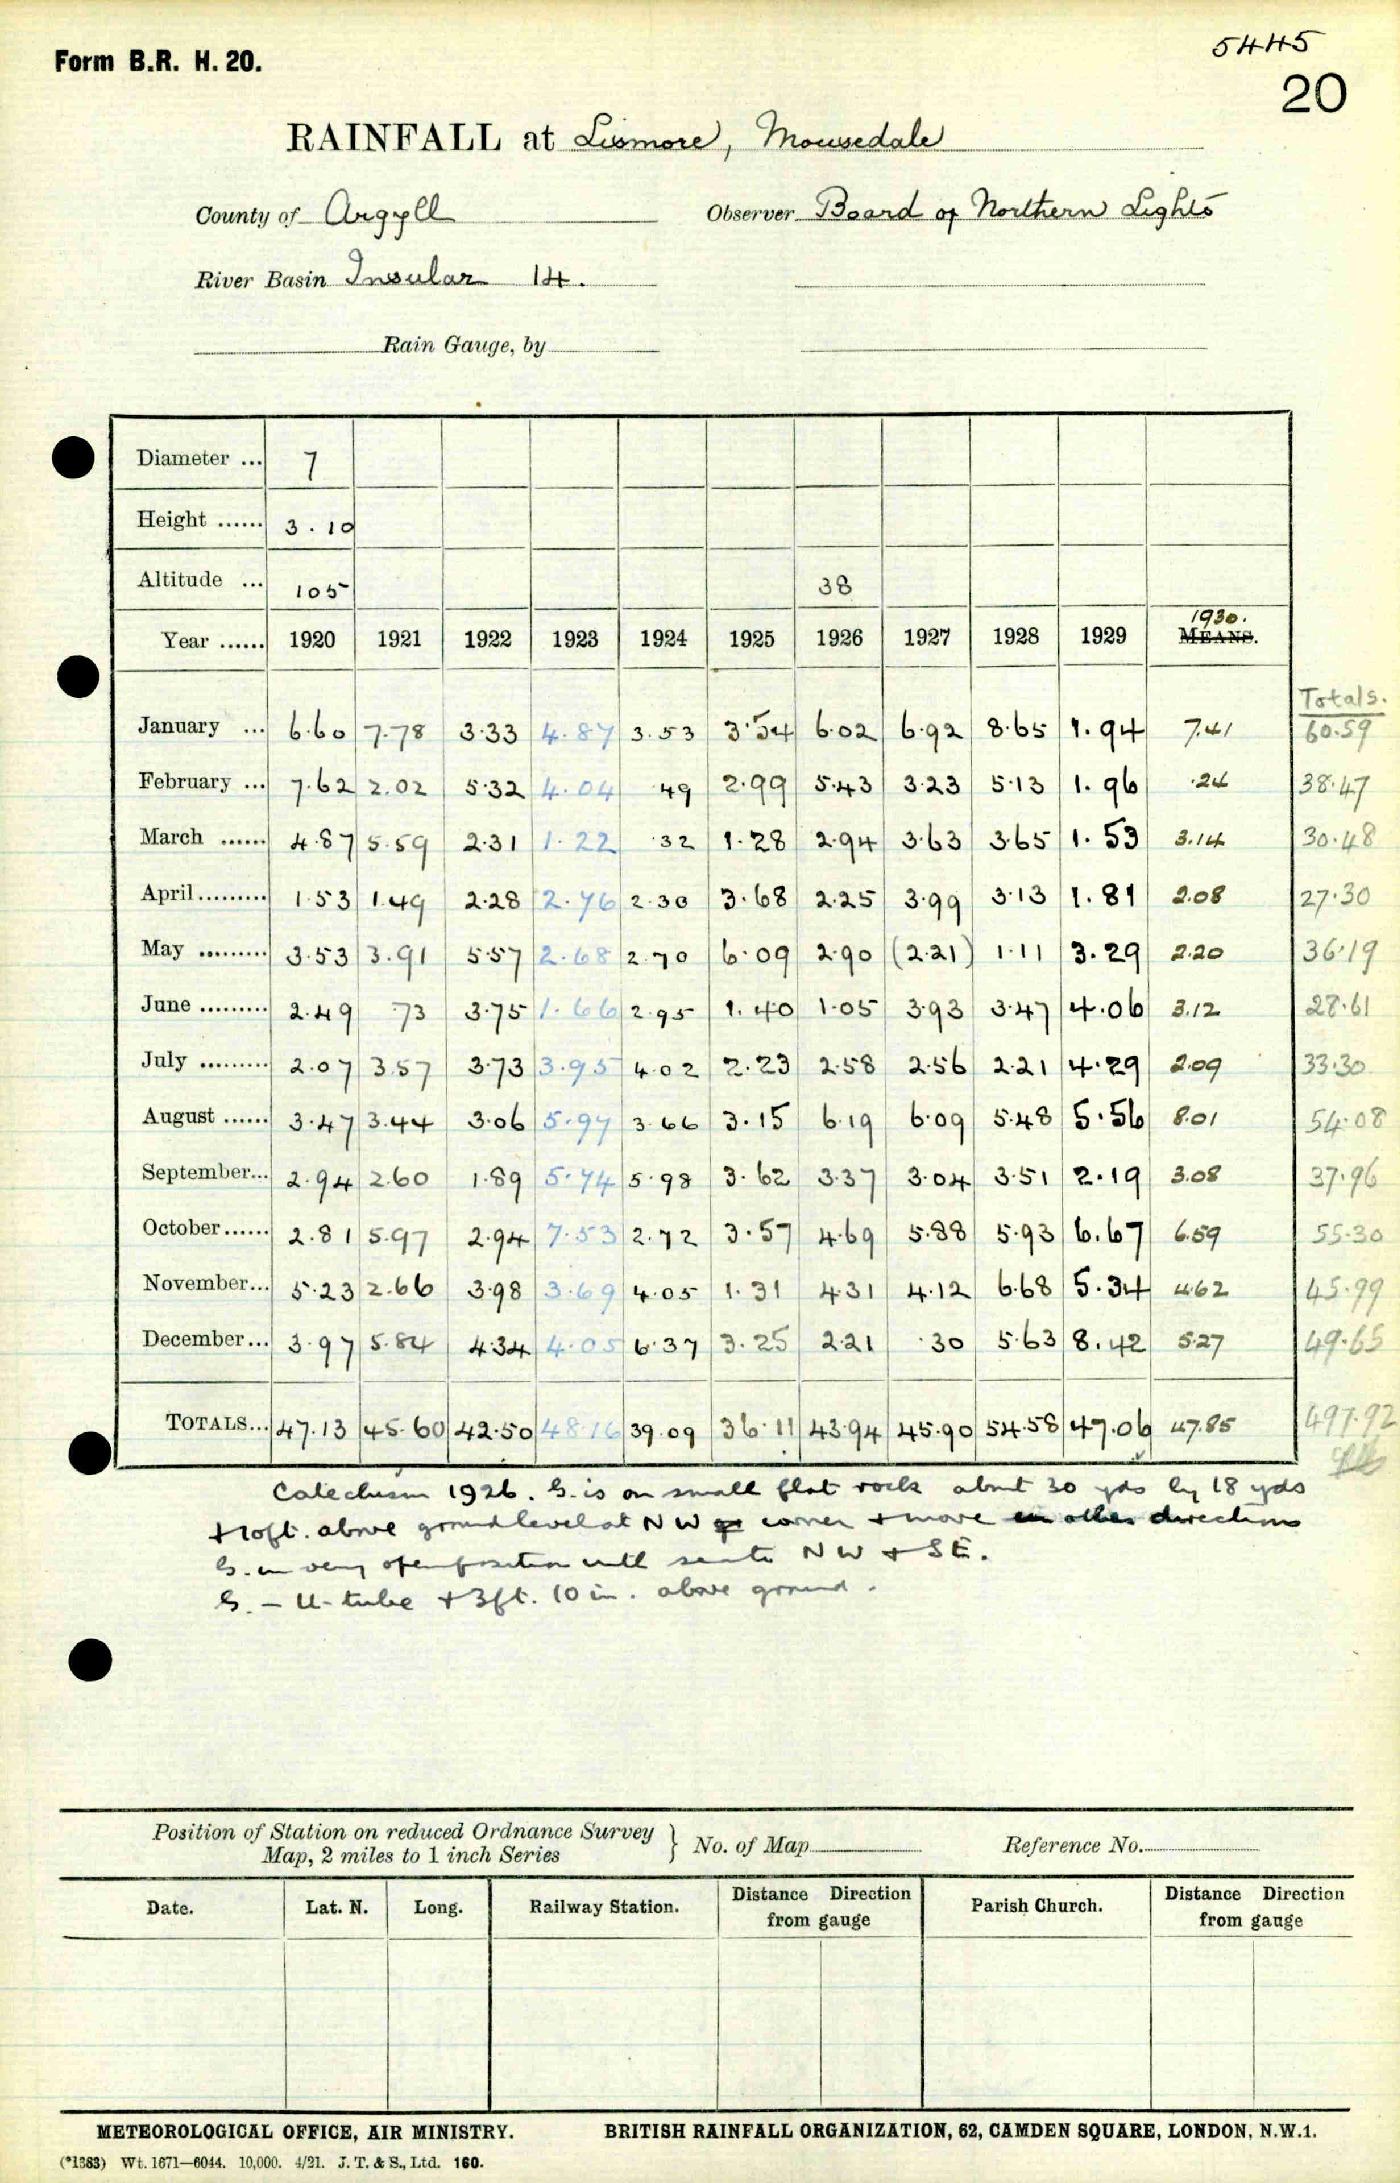 Form B.R. H. 20.
5445
20
RAINFALL at Lismore, Mousedale
County of Argyll Observer Board of Northern Lights
River Basin Insular 14.
Rain Gauge, by
Diameter ... 7
Height ...... 3.10
Altitude ... 105 38
1930.
Year ...... 1920 1921 1922 1923 1924 1925 1926 1927 1928 1929 MEANS.
Totals.
January ... 6.60 7.78 3.33 4.87 3.53 3.54 6.02 6.92 8.65 1.94 7.41 60.59
February ... 7.62 2.02 5.32 4.04 .49 2.99 5.43 3.23 5.13 1.96 .24 38.47
March ...... 4.87 5.59 2.31 1.22 .32 1.28 2.94 3.63 3.65 1.53 3.14 30.48
April ......... 1.53 1.49 2.28 2.76 2.30 3.68 2.25 3.99 3.13 1.81 2.08 27.30
May ......... 3.53 3.91 5.57 2.68 2.70 6.09 2.90 (2.21) 1.11 3.29 2.20 36.19
June ......... 2.49 .73 3.75 1.66 2.95 1.40 1.05 3.93 3.47 4.06 3.12 28.61
July ......... 2.07 3.57 3.73 3.95 4.02 2.23 2.58 2.56 2.21 4.29 2.09 33.30
August ...... 3.47 3.44 3.06 5.97 3.66 3.15 6.19 6.09 5.48 5.56 8.01 54.08
September... 2.94 2.60 1.89 5.74 5.98 3.62 3.37 3.04 3.51 2.19 3.08 37.96
October ...... 2.81 5.97 2.94 7.53 2.72 3.57 4.69 5.88 5.93 6.67 6.59 55.30
November... 5.23 2.66 3.98 3.69 4.05 1.31 4.31 4.12 6.68 5.34 4.62 45.99
December... 3.97 5.84 4.34 4.05 6.37 3.25 2.21 .30 5.63 8.42 5.27 49.65
TOTALS... 47.13 45.60 42.50 48.16 39.09 36.11 43.94 45.90 54.58 47.06 47.85 497.92
Catechism 1926. G. is on small flat rock about 30 yds by 18 yds
+10ft. above ground level at NW corner + more in other directions
G. in very open position until seants NW + SE.
G. - U-tube +3ft. 10in. above ground.
Position of Station on reduced Ordnance Survey
Map, 2 miles to 1 inch Series } No. of Map Reference No.
Date. Lat. N. Long. Railway Station. Distance Direction from gauge Parish Church. Distance Direction from gauge
METEOROLOGICAL OFFICE, AIR MINISTRY. BRITISH RAINFALL ORGANIZATION, 62, CAMDEN SQUARE, LONDON, N.W.1.
(*1383) Wt. 1671—6044. 10,000. 4/21. J. T. & S., Ltd. 160.